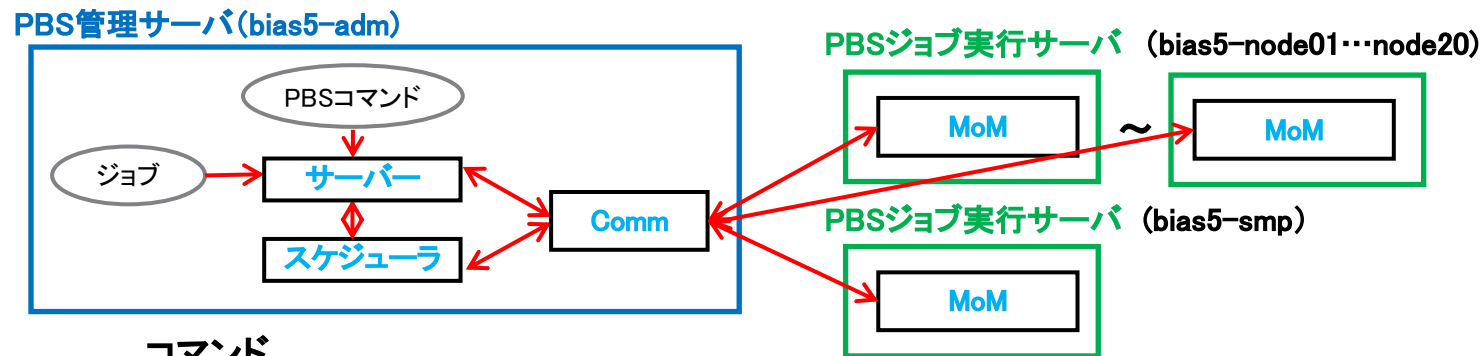 PBS管理サーバ(bias5-adm)
PBSコマンド
ジョブ
サーバー
スケジューラ
Comm
PBSジョブ実行サーバ (bias5-node01…node20)
MoM
~
MoM
PBSジョブ実行サーバ (bias5-smp)
MoM
コマンド